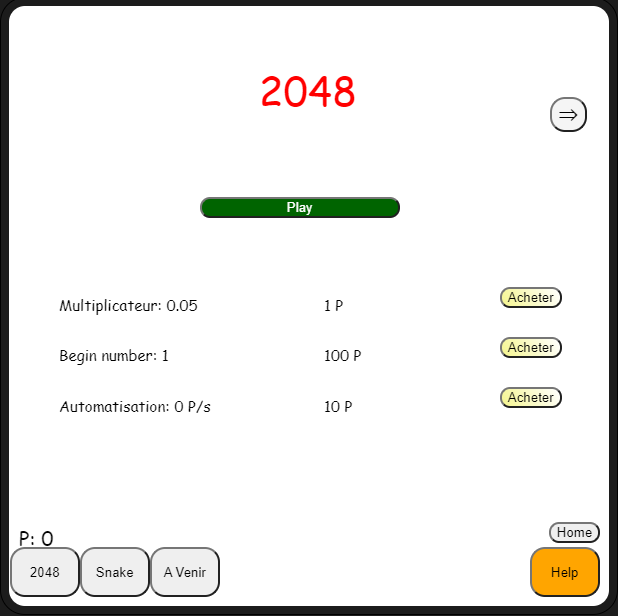 2048
⇒
Play
Multiplicateur: 0.05 1 P Acheter
Begin number: 1 100 P Acheter
Automatisation: 0 P/s 10 P Acheter
Home
P: 0
2048 Snake A Venir Help